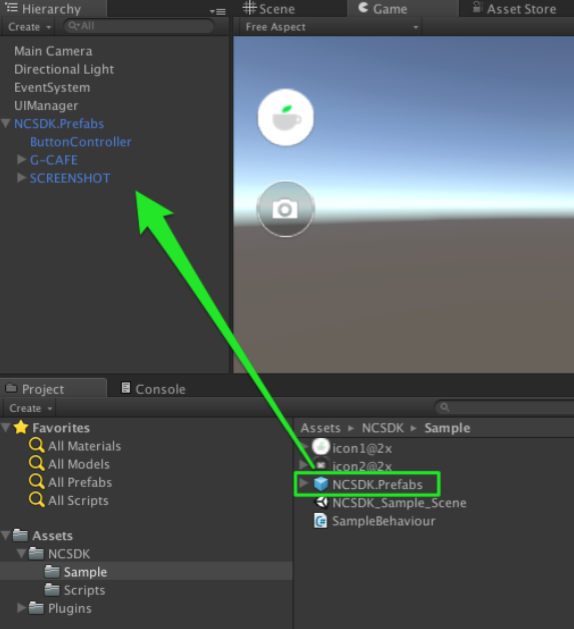 Hierarchy
Create
All
Main Camera
Directional Light
EventSystem
UIManager
NCSDK.Prefabs
ButtonController
G-CAFE
SCREENSHOT
Scene
Game
Asset Store
Free Aspect
Project
Console
Create
Favorites
All Materials
All Models
All Prefabs
All Scripts
Assets
NCSDK
Sample
Scripts
Plugins
Assets ▸ NCSDK ▸ Sample
icon1@2x
icon2@2x
NCSDK.Prefabs
NCSDK_Sample_Scene
SampleBehaviour